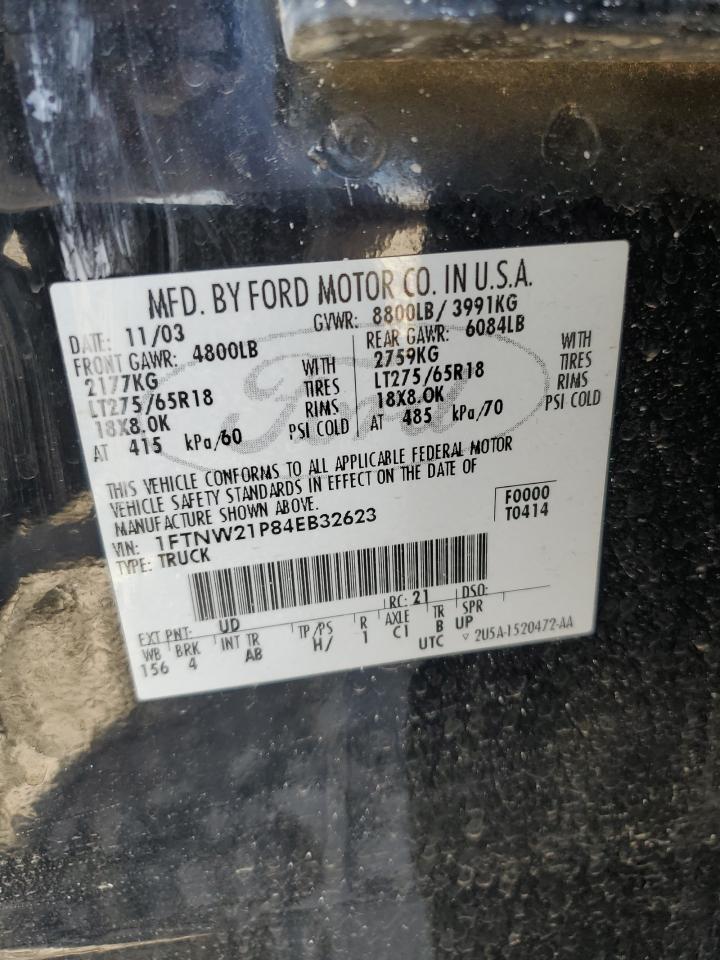 MFD. BY FORD MOTOR CO. IN U.S.A.
DATE: 11/03 GVWR: 8800LB/ 3991KG
FRONT GAWR: 4800LB REAR GAWR: 6084LB
2177KG WITH 2759KG WITH
LT275/65R18 TIRES LT275/65R18 TIRES
18X8.0K RIMS 18X8.0K RIMS
AT 415 kPa/60 PSI COLD AT 485 kPa/70 PSI COLD
Ford
THIS VEHICLE CONFORMS TO ALL APPLICABLE FEDERAL MOTOR
VEHICLE SAFETY STANDARDS IN EFFECT ON THE DATE OF
MANUFACTURE SHOWN ABOVE.
VIN: 1FTNW21P84EB32623 F0000
TYPE: TRUCK T0414
EXT PNT: UD RC: 21 DSO:
WB BRK INT TR TP/PS R AXLE TR SPR
156 4 AB H/ 1 C1 B UP
UTC ▽ 2U5A-1520472-AA